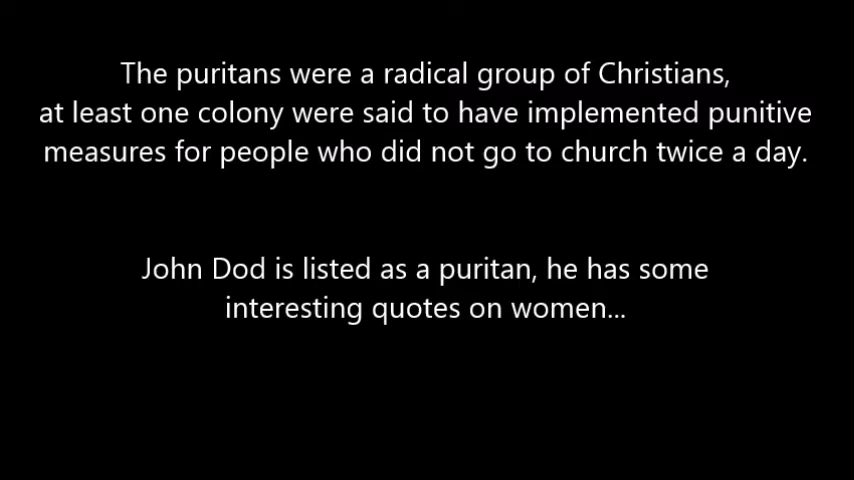 The puritans were a radical group of Christians,
at least one colony were said to have implemented punitive
measures for people who did not go to church twice a day.
John Dod is listed as a puritan, he has some
interesting quotes on women...